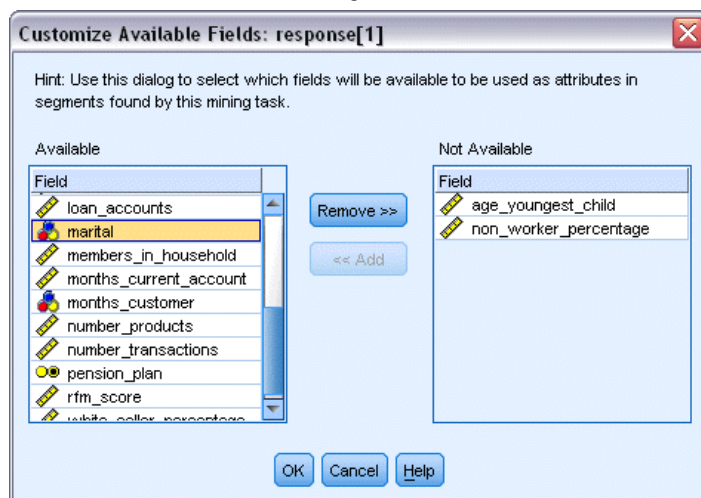 Customize Available Fields: response[1]
Hint: Use this dialog to select which fields will be available to be used as attributes in
segments found by this mining task.
Available
Field
loan_accounts
marital
members_in_household
months_current_account
months_customer
number_products
number_transactions
pension_plan
rfm_score
white_collar_percentage
Remove >>
<< Add
Not Available
Field
age_youngest_child
non_worker_percentage
OK Cancel Help